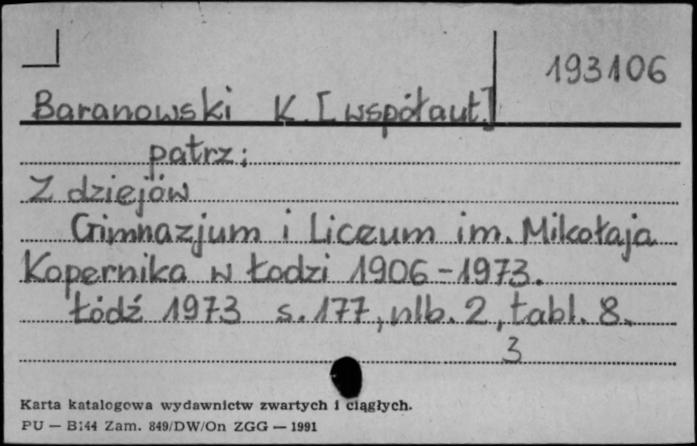 193106
Baranowski K. [współaut]
patrz:
Z dziejów
Gimnazjum i Liceum im. Mikołaja
Kopernika w Łodzi 1906-1973.
Łódź 1973 s. 177, nlb. 2, tabl. 8.
3
Karta katalogowa wydawnictw zwartych i ciągłych.
PU — B144 Zam. 849/DW/On ZGG — 1991